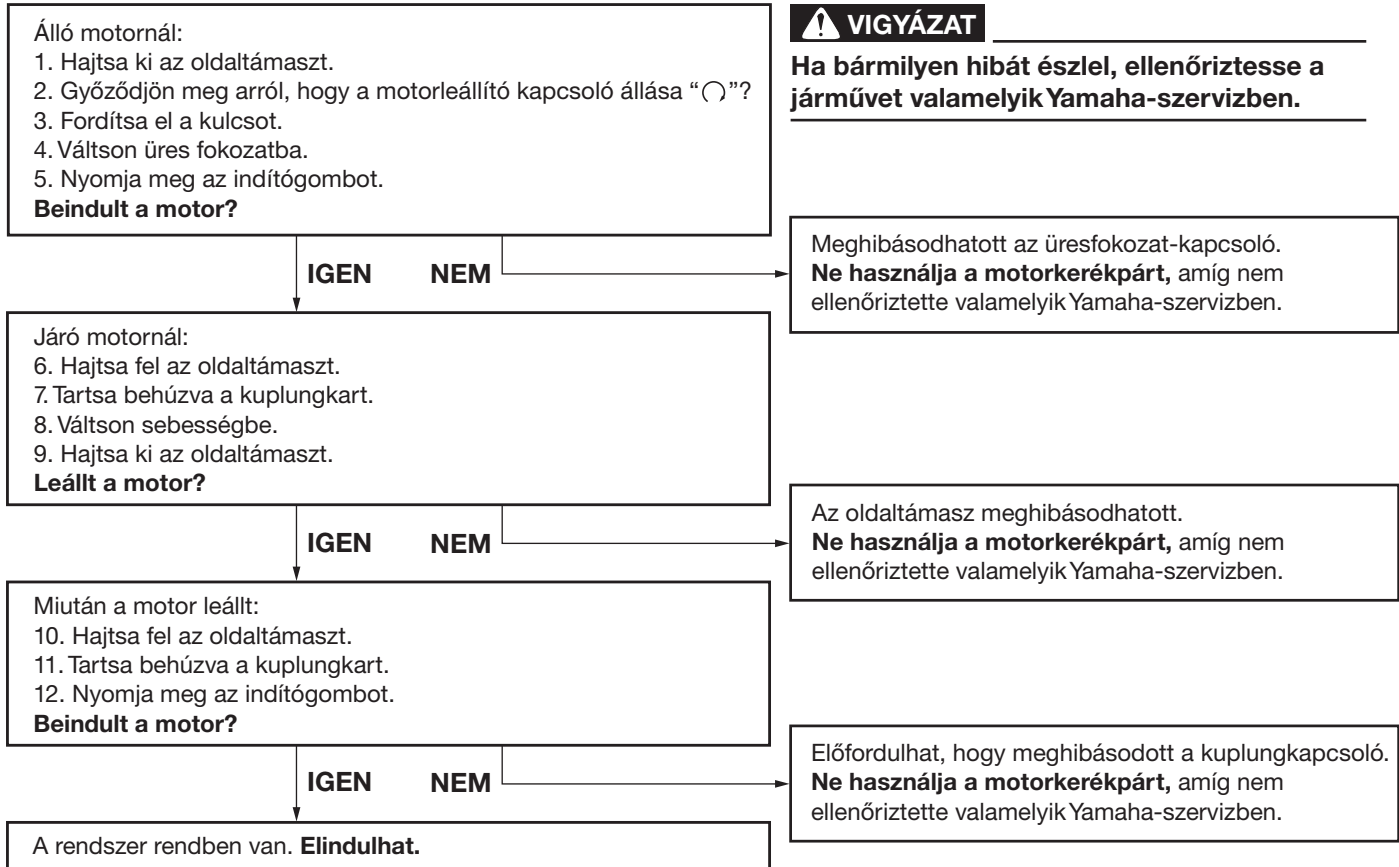 Álló motornál:
1. Hajtsa ki az oldaltámaszt.
2. Győződjön meg arról, hogy a motorleállító kapcsoló állása “○”?
3. Fordítsa el a kulcsot.
4. Váltson üres fokozatba.
5. Nyomja meg az indítógombot.
Beindult a motor?
VIGYÁZAT
Ha bármilyen hibát észlel, ellenőriztesse a
járművet valamelyik Yamaha-szervizben.
IGEN NEM
Meghibásodhatott az üresfokozat-kapcsoló.
Ne használja a motorkerékpárt, amíg nem
ellenőriztette valamelyik Yamaha-szervizben.
Járó motornál:
6. Hajtsa fel az oldaltámaszt.
7. Tartsa behúzva a kuplungkart.
8. Váltson sebességbe.
9. Hajtsa ki az oldaltámaszt.
Leállt a motor?
IGEN NEM
Az oldaltámasz meghibásodhatott.
Ne használja a motorkerékpárt, amíg nem
ellenőriztette valamelyik Yamaha-szervizben.
Miután a motor leállt:
10. Hajtsa fel az oldaltámaszt.
11. Tartsa behúzva a kuplungkart.
12. Nyomja meg az indítógombot.
Beindult a motor?
IGEN NEM
Előfordulhat, hogy meghibásodott a kuplungkapcsoló.
Ne használja a motorkerékpárt, amíg nem
ellenőriztette valamelyik Yamaha-szervizben.
A rendszer rendben van. Elindulhat.